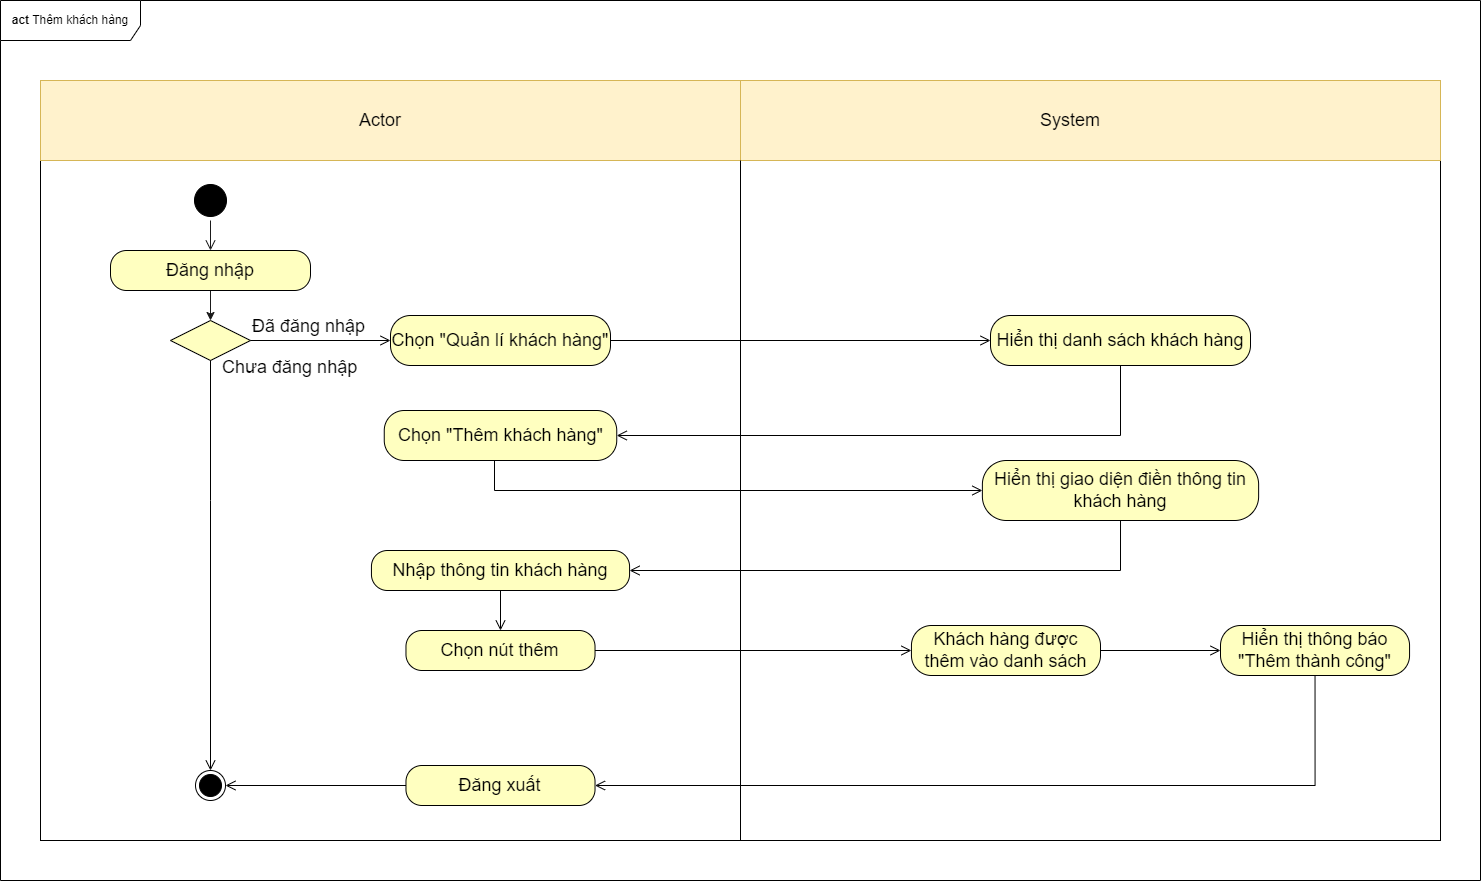 act Thêm khách hàng
Actor
System
Đăng nhập
Đã đăng nhập
Chưa đăng nhập
Chọn "Quản lí khách hàng"
Hiển thị danh sách khách hàng
Chọn "Thêm khách hàng"
Hiển thị giao diện điền thông tin
khách hàng
Nhập thông tin khách hàng
Chọn nút thêm
Khách hàng được
thêm vào danh sách
Hiển thị thông báo
"Thêm thành công"
Đăng xuất